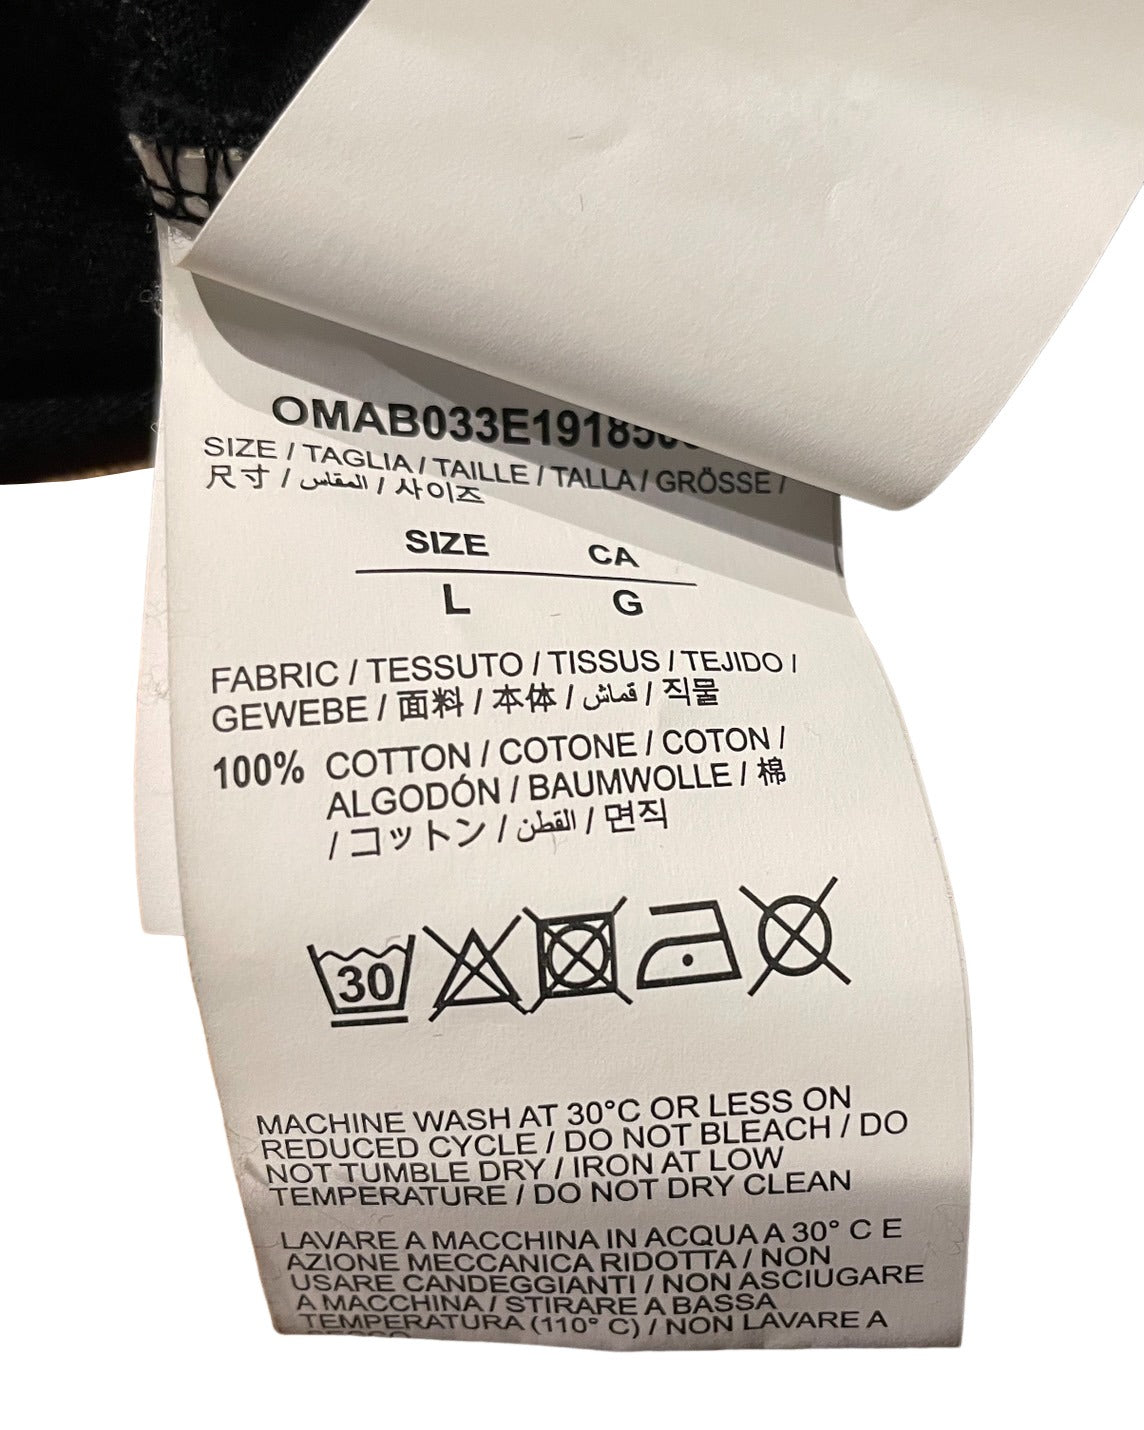 OMAB033E19185
SIZE / TAGLIA / TAILLE / TALLA / GRÖSSE /
尺寸 / المقاس / 사이즈
SIZE CA
L G
FABRIC / TESSUTO / TISSUS / TEJIDO /
GEWEBE / 面料 / 本体 / قماش / 직물
100% COTTON / COTONE / COTON /
ALGODÓN / BAUMWOLLE / 棉
/ コットン / القطن / 면직
30
MACHINE WASH AT 30°C OR LESS ON
REDUCED CYCLE / DO NOT BLEACH / DO
NOT TUMBLE DRY / IRON AT LOW
TEMPERATURE / DO NOT DRY CLEAN
LAVARE A MACCHINA IN ACQUA A 30° C E
AZIONE MECCANICA RIDOTTA / NON
USARE CANDEGGIANTI / NON ASCIUGARE
A MACCHINA / STIRARE A BASSA
TEMPERATURA (110° C) / NON LAVARE A